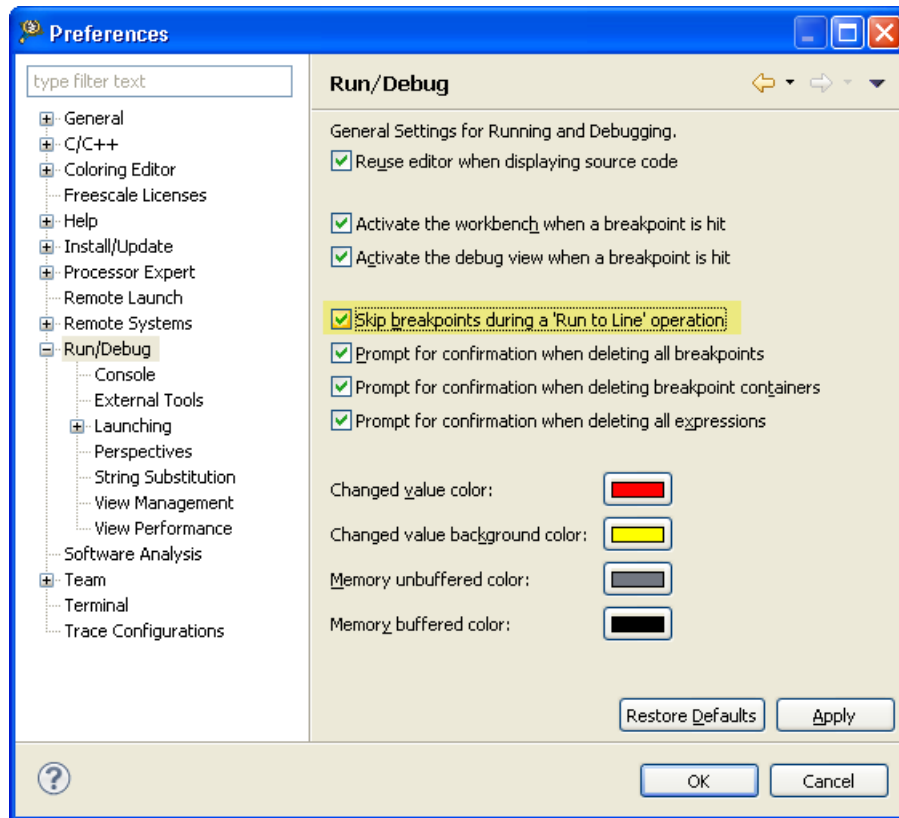 Preferences
type filter text
General
C/C++
Coloring Editor
Freescale Licenses
Help
Install/Update
Processor Expert
Remote Launch
Remote Systems
Run/Debug
Console
External Tools
Launching
Perspectives
String Substitution
View Management
View Performance
Software Analysis
Team
Terminal
Trace Configurations
Run/Debug
General Settings for Running and Debugging.
Reuse editor when displaying source code
Activate the workbench when a breakpoint is hit
Activate the debug view when a breakpoint is hit
Skip breakpoints during a 'Run to Line' operation
Prompt for confirmation when deleting all breakpoints
Prompt for confirmation when deleting breakpoint containers
Prompt for confirmation when deleting all expressions
Changed value color:
Changed value background color:
Memory unbuffered color:
Memory buffered color:
Restore Defaults Apply
? OK Cancel